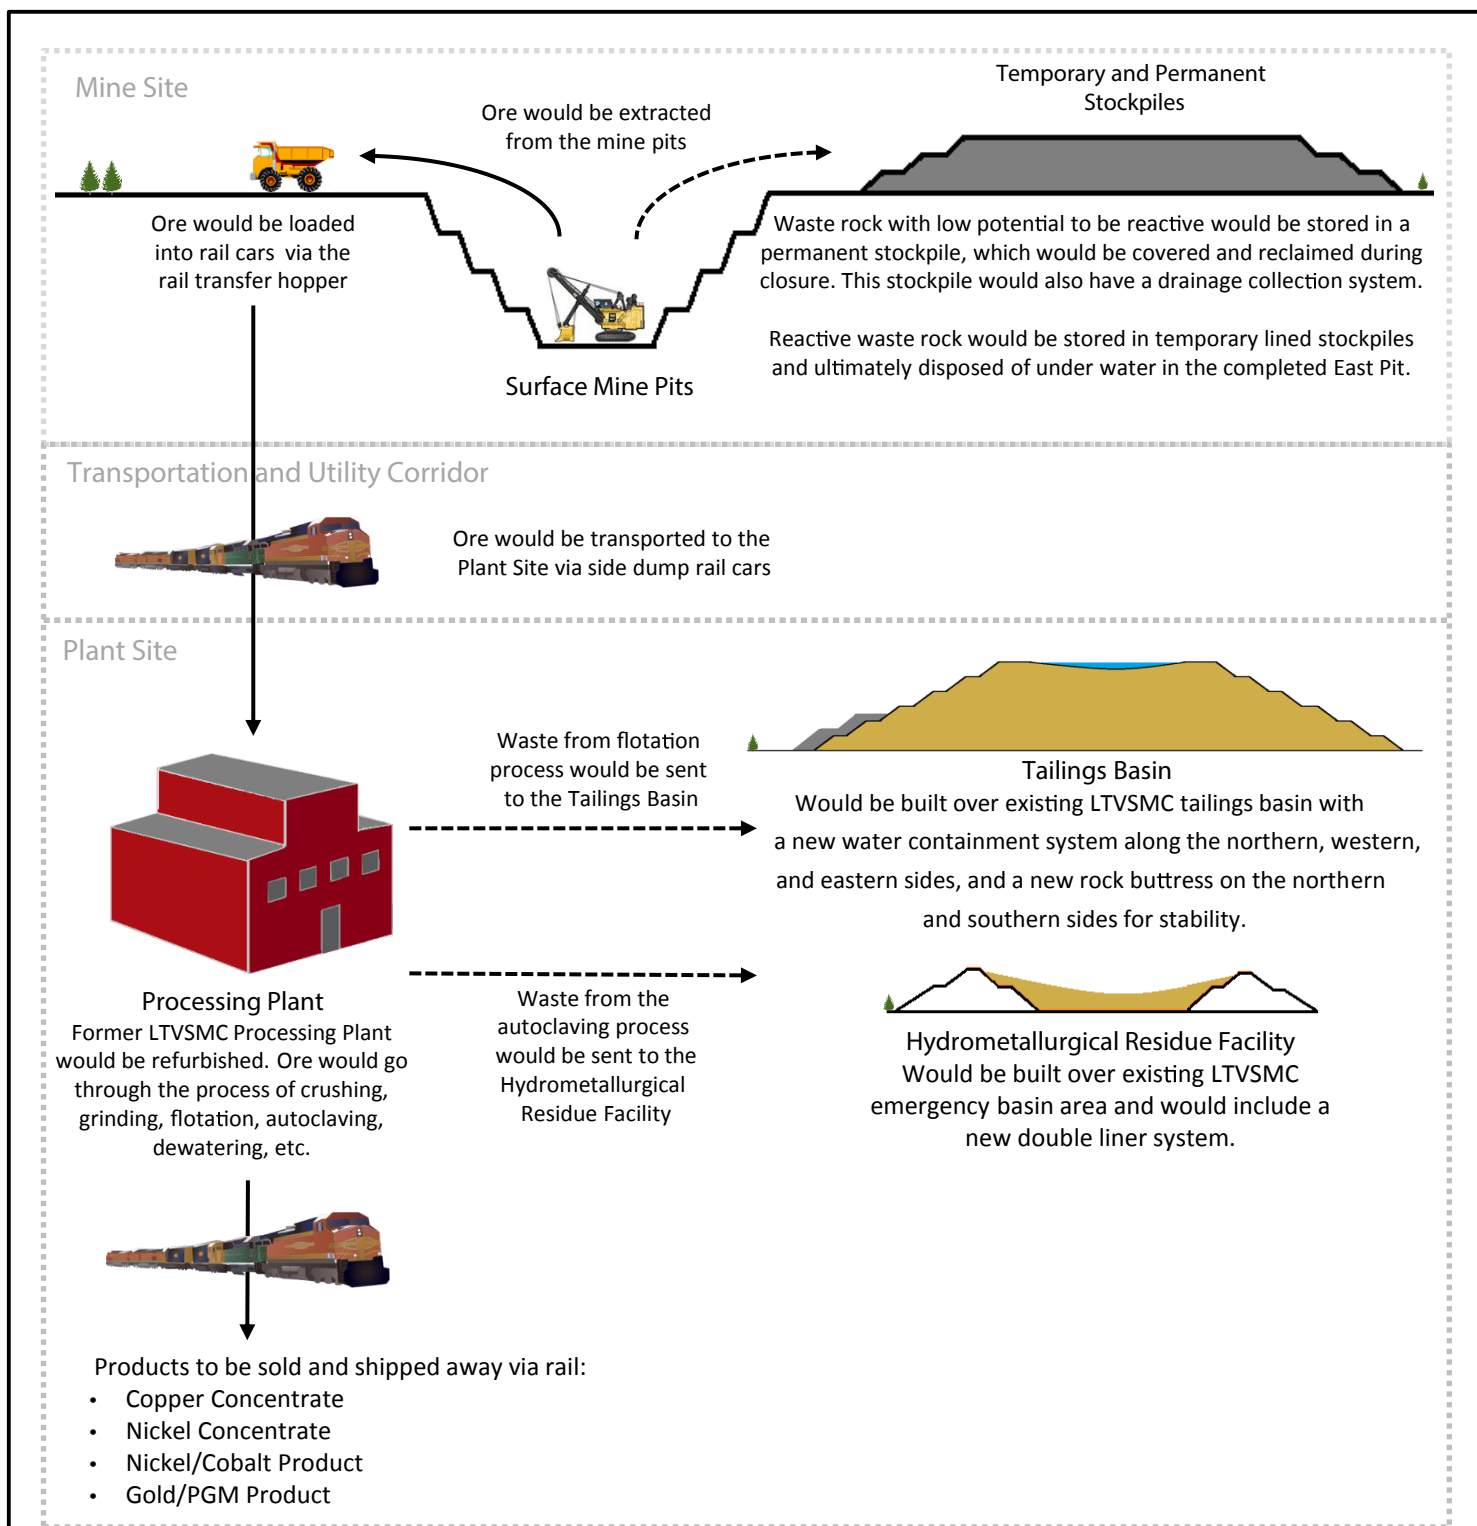 Mine Site
Ore would be extracted
from the mine pits
Temporary and Permanent
Stockpiles
Ore would be loaded
into rail cars via the
rail transfer hopper
Surface Mine Pits
Waste rock with low potential to be reactive would be stored in a
permanent stockpile, which would be covered and reclaimed during
closure. This stockpile would also have a drainage collection system.
Reactive waste rock would be stored in temporary lined stockpiles
and ultimately disposed of under water in the completed East Pit.
Transportation and Utility Corridor
Ore would be transported to the
Plant Site via side dump rail cars
Plant Site
Waste from flotation
process would be sent
to the Tailings Basin
Tailings Basin
Would be built over existing LTVSMC tailings basin with
a new water containment system along the northern, western,
and eastern sides, and a new rock buttress on the northern
and southern sides for stability.
Processing Plant
Former LTVSMC Processing Plant
would be refurbished. Ore would go
through the process of crushing,
grinding, flotation, autoclaving,
dewatering, etc.
Waste from the
autoclaving process
would be sent to the
Hydrometallurgical
Residue Facility
Hydrometallurgical Residue Facility
Would be built over existing LTVSMC
emergency basin area and would include a
new double liner system.
Products to be sold and shipped away via rail:
• Copper Concentrate
• Nickel Concentrate
• Nickel/Cobalt Product
• Gold/PGM Product